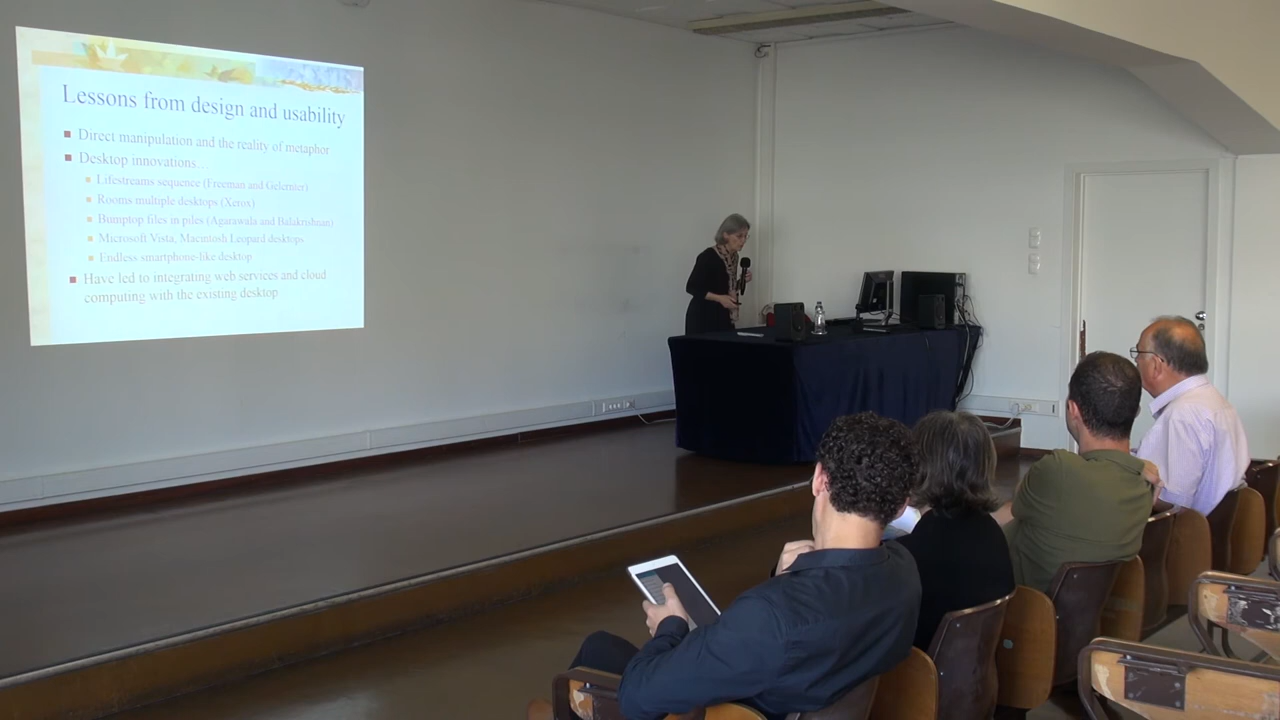 Lessons from design and usability
Direct manipulation and the reality of metaphor
Desktop innovations…
Lifestreams sequence (Freeman and Gelernter)
Rooms multiple desktops (Xerox)
Bumptop files in piles (Agarawala and Balakrishnan)
Microsoft Vista, Macintosh Leopard desktops
Endless smartphone-like desktop
Have led to integrating web services and cloud
computing with the existing desktop